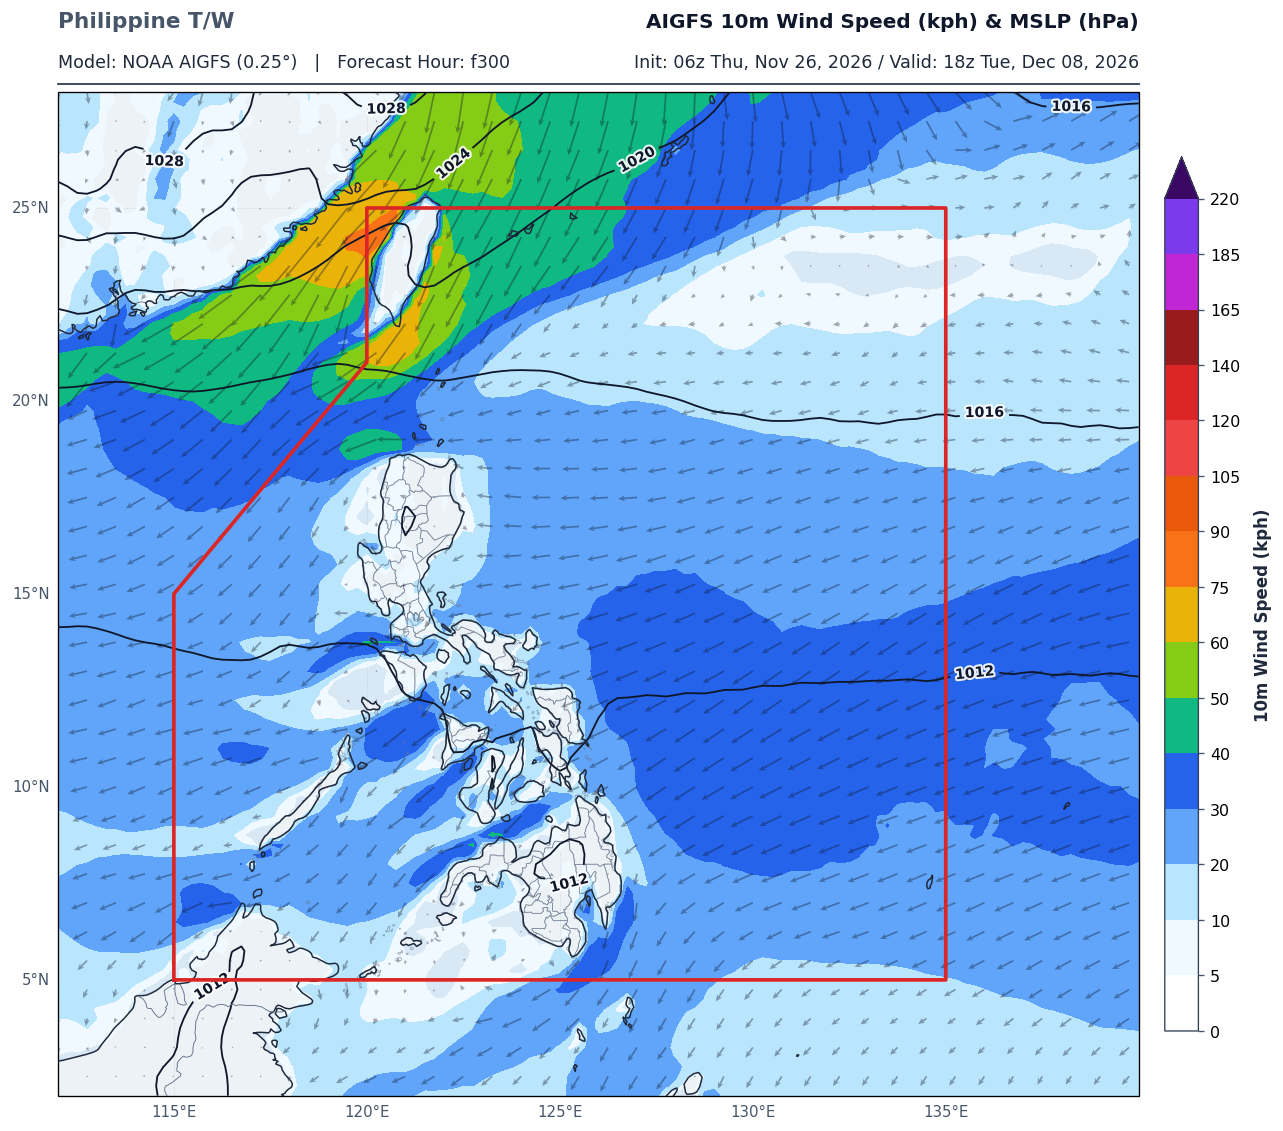 Philippine T/W
AIGFS 10m Wind Speed (kph) & MSLP (hPa)
Model: NOAA AIGFS (0.25°) | Forecast Hour: f300
Init: 06z Thu, Nov 26, 2026 / Valid: 18z Tue, Dec 08, 2026
1028
1016
1028
1024
1020
25°N
20°N
1016
15°N
1012
10°N
1012
5°N
1012
115°E
120°E
125°E
130°E
135°E
220
185
165
140
120
105
90
75
60
50
40
30
20
10
5
0
10m Wind Speed (kph)